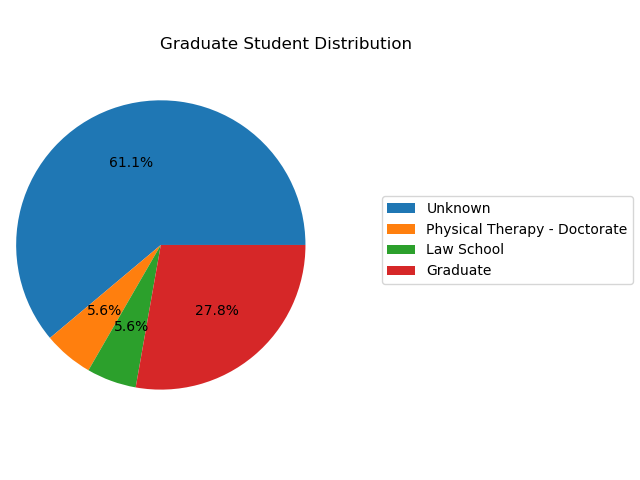 Graduate Student Distribution
61.1%
5.6%
5.6%
27.8%
Unknown
Physical Therapy - Doctorate
Law School
Graduate